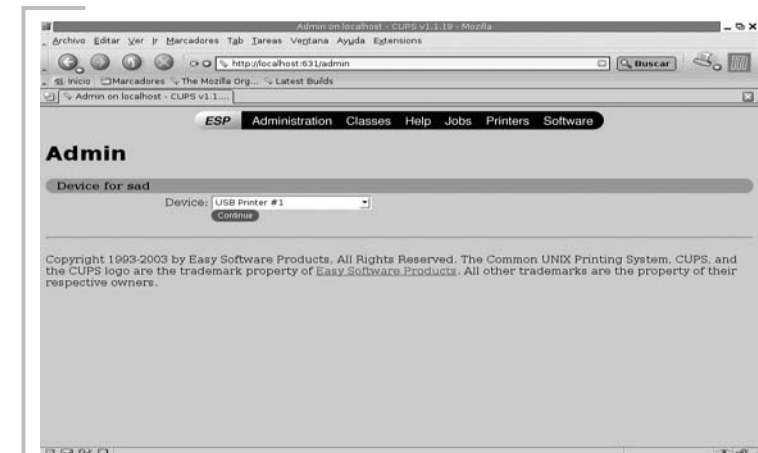 Admin on localhost - CUPS v1.1.19 - Mozilla
Archivo Editar Ver Ir Marcadores Tab Tareas Ventana Ayuda Extensions
http://localhost:631/admin Buscar
Inicio Marcadores The Mozilla Org... Latest Builds
Admin on localhost - CUPS v1.1....
ESP Administration Classes Help Jobs Printers Software
Admin
Device for sad
Device: USB Printer #1
Continue
Copyright 1993-2003 by Easy Software Products, All Rights Reserved. The Common UNIX Printing System, CUPS, and
the CUPS logo are the trademark property of Easy Software Products. All other trademarks are the property of their
respective owners.